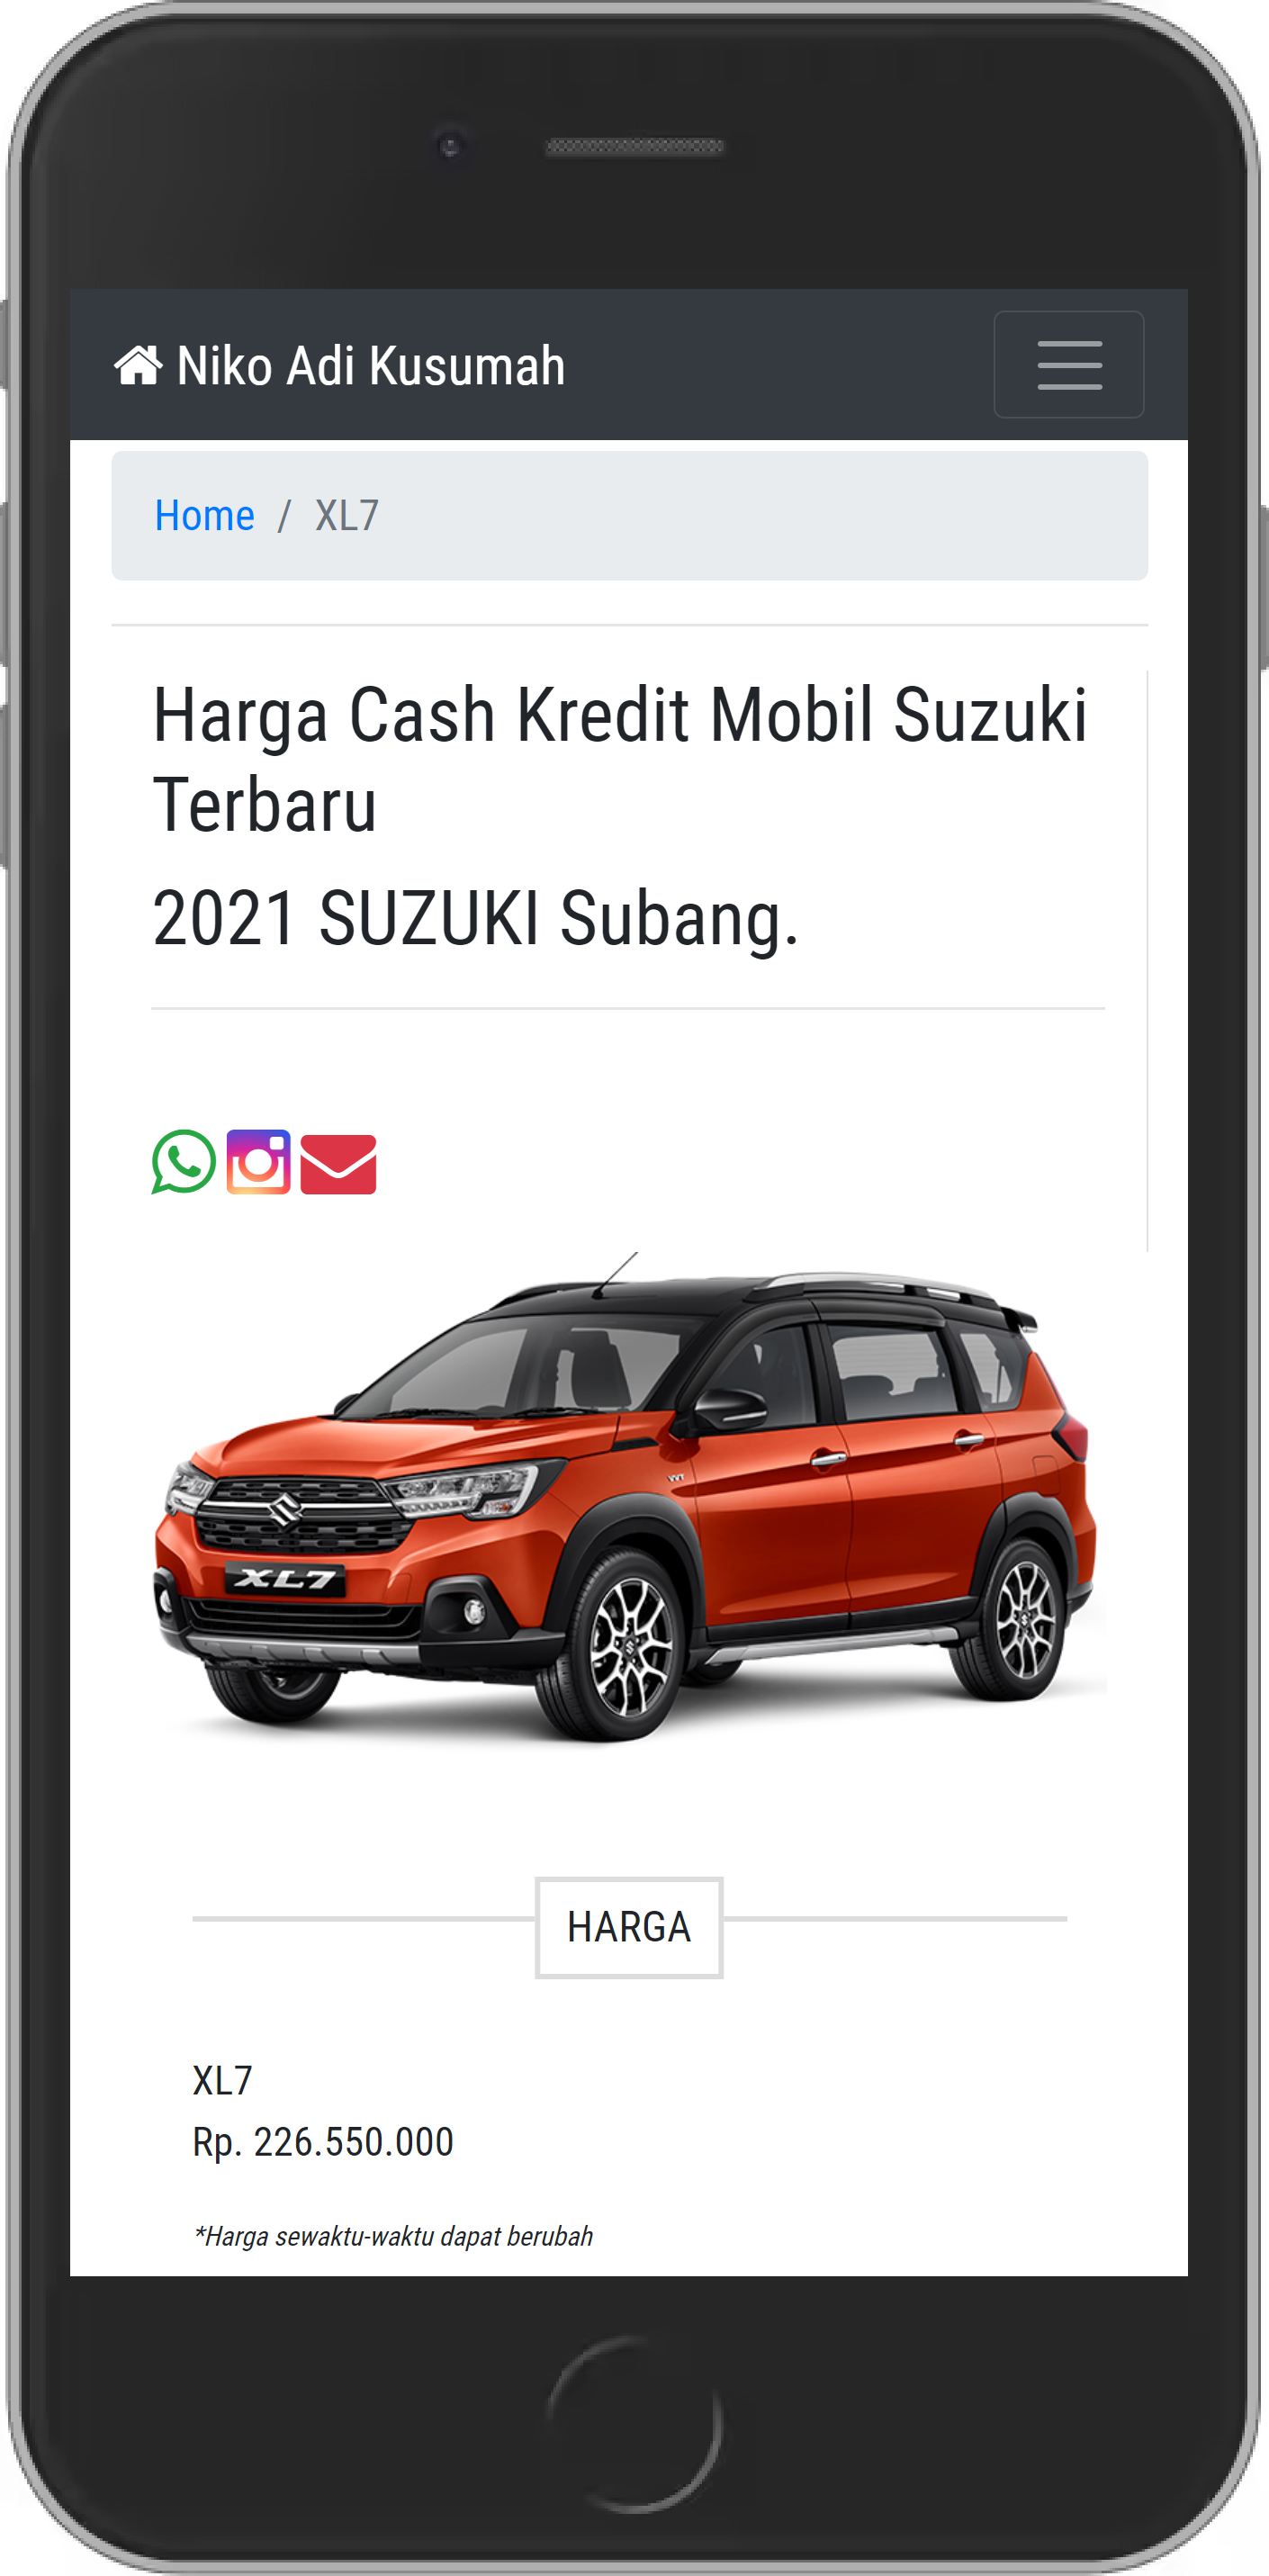 Niko Adi Kusumah
Home / XL7
Harga Cash Kredit Mobil Suzuki
Terbaru
2021 SUZUKI Subang.
VVT
XL7
HARGA
XL7
Rp. 226.550.000
*Harga sewaktu-waktu dapat berubah